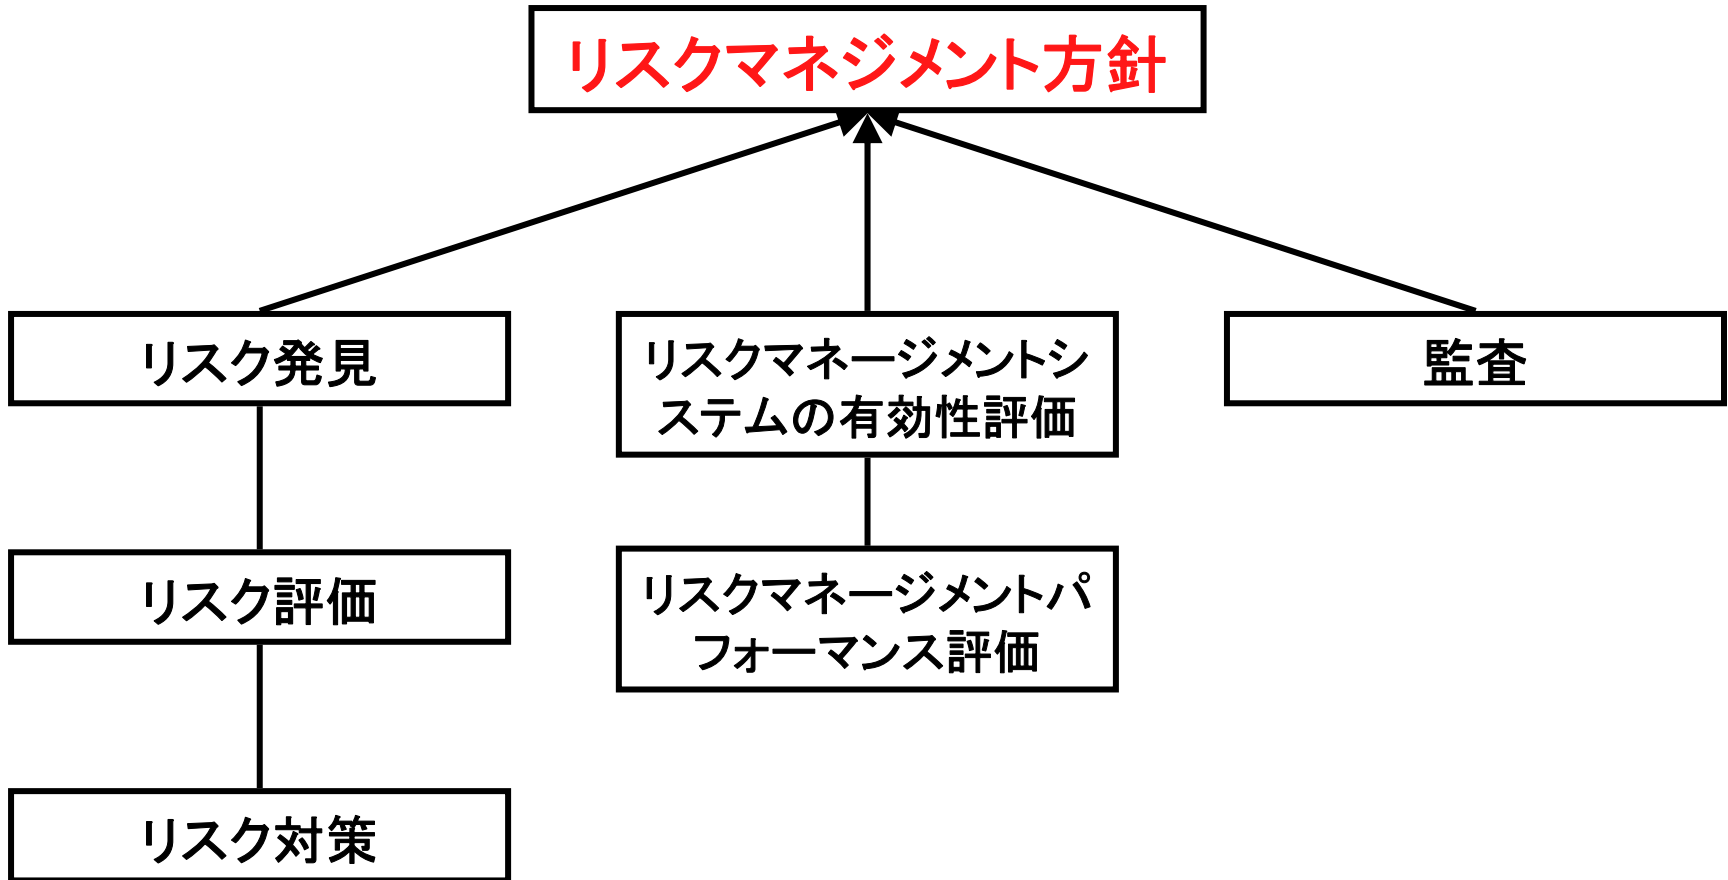 リスクマネジメント方針
リスク発見
リスクマネージメントシ
ステムの有効性評価
監査
リスク評価
リスクマネージメントパ
フォーマンス評価
リスク対策